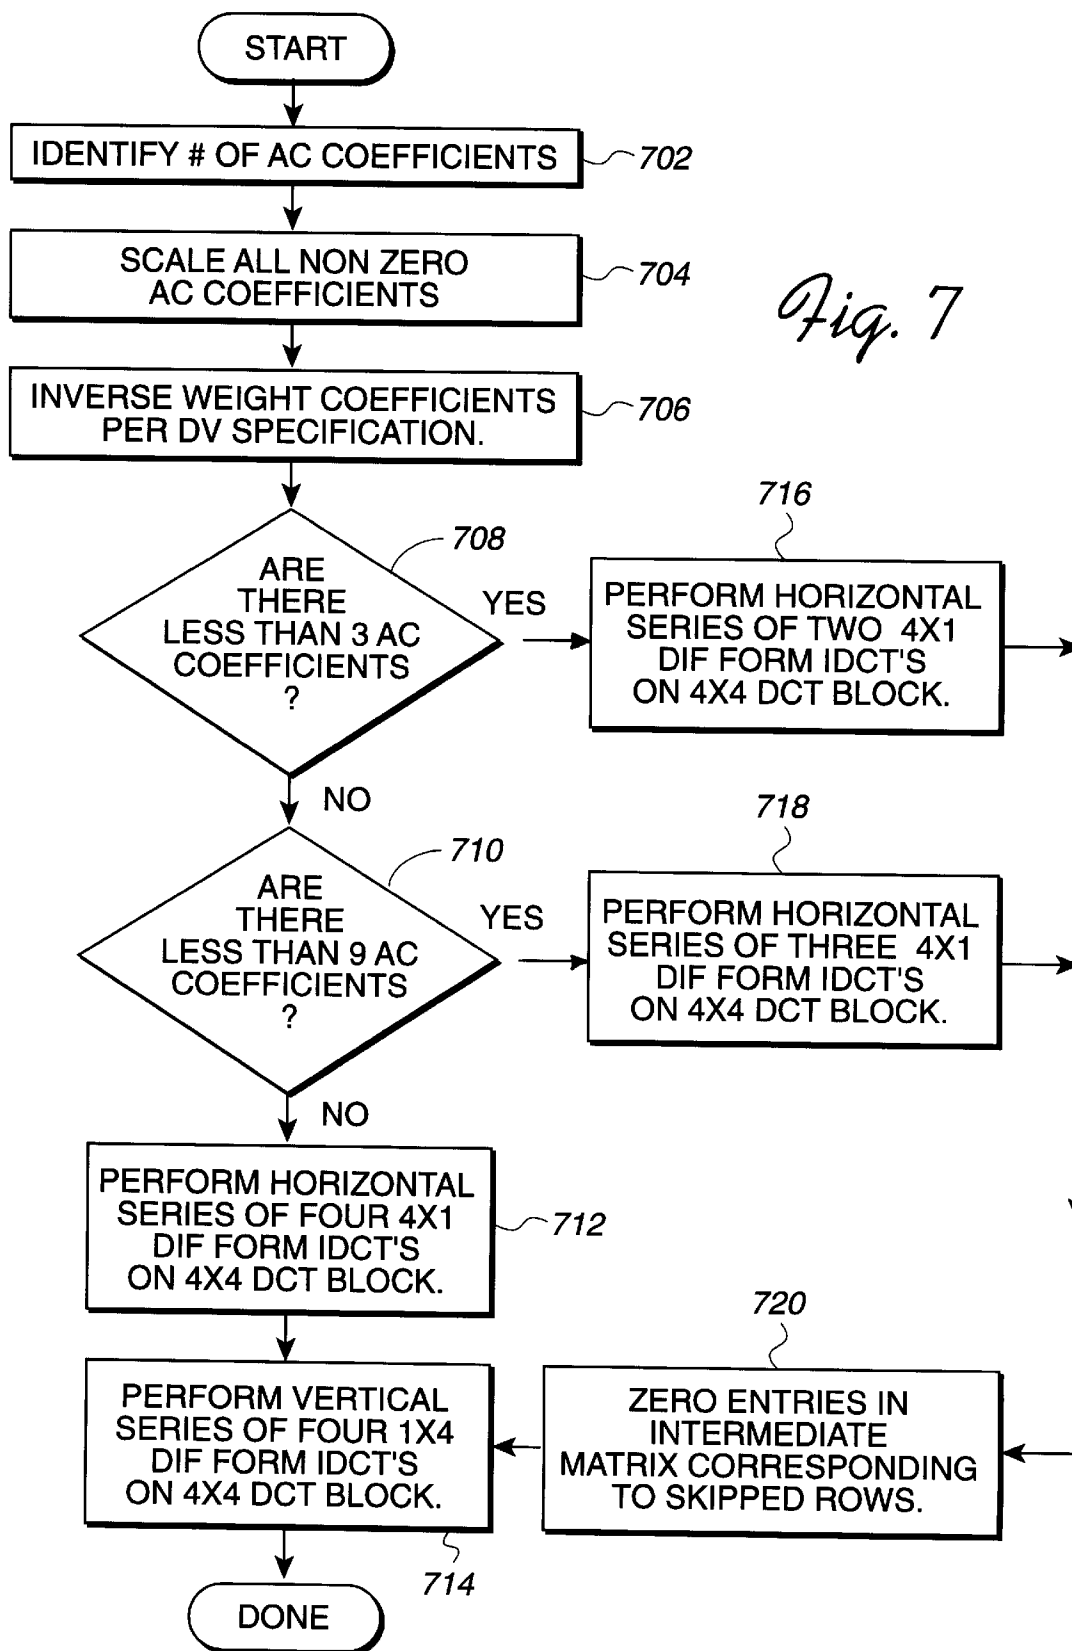 START
IDENTIFY # OF AC COEFFICIENTS
702
SCALE ALL NON ZERO
AC COEFFICIENTS
704
Fig. 7
INVERSE WEIGHT COEFFICIENTS
PER DV SPECIFICATION.
706
ARE
THERE
LESS THAN 3 AC
COEFFICIENTS
?
708
YES
716
PERFORM HORIZONTAL
SERIES OF TWO 4X1
DIF FORM IDCT'S
ON 4X4 DCT BLOCK.
NO
ARE
THERE
LESS THAN 9 AC
COEFFICIENTS
?
710
YES
718
PERFORM HORIZONTAL
SERIES OF THREE 4X1
DIF FORM IDCT'S
ON 4X4 DCT BLOCK.
NO
PERFORM HORIZONTAL
SERIES OF FOUR 4X1
DIF FORM IDCT'S
ON 4X4 DCT BLOCK.
712
720
ZERO ENTRIES IN
INTERMEDIATE
MATRIX CORRESPONDING
TO SKIPPED ROWS.
PERFORM VERTICAL
SERIES OF FOUR 1X4
DIF FORM IDCT'S
ON 4X4 DCT BLOCK.
714
DONE